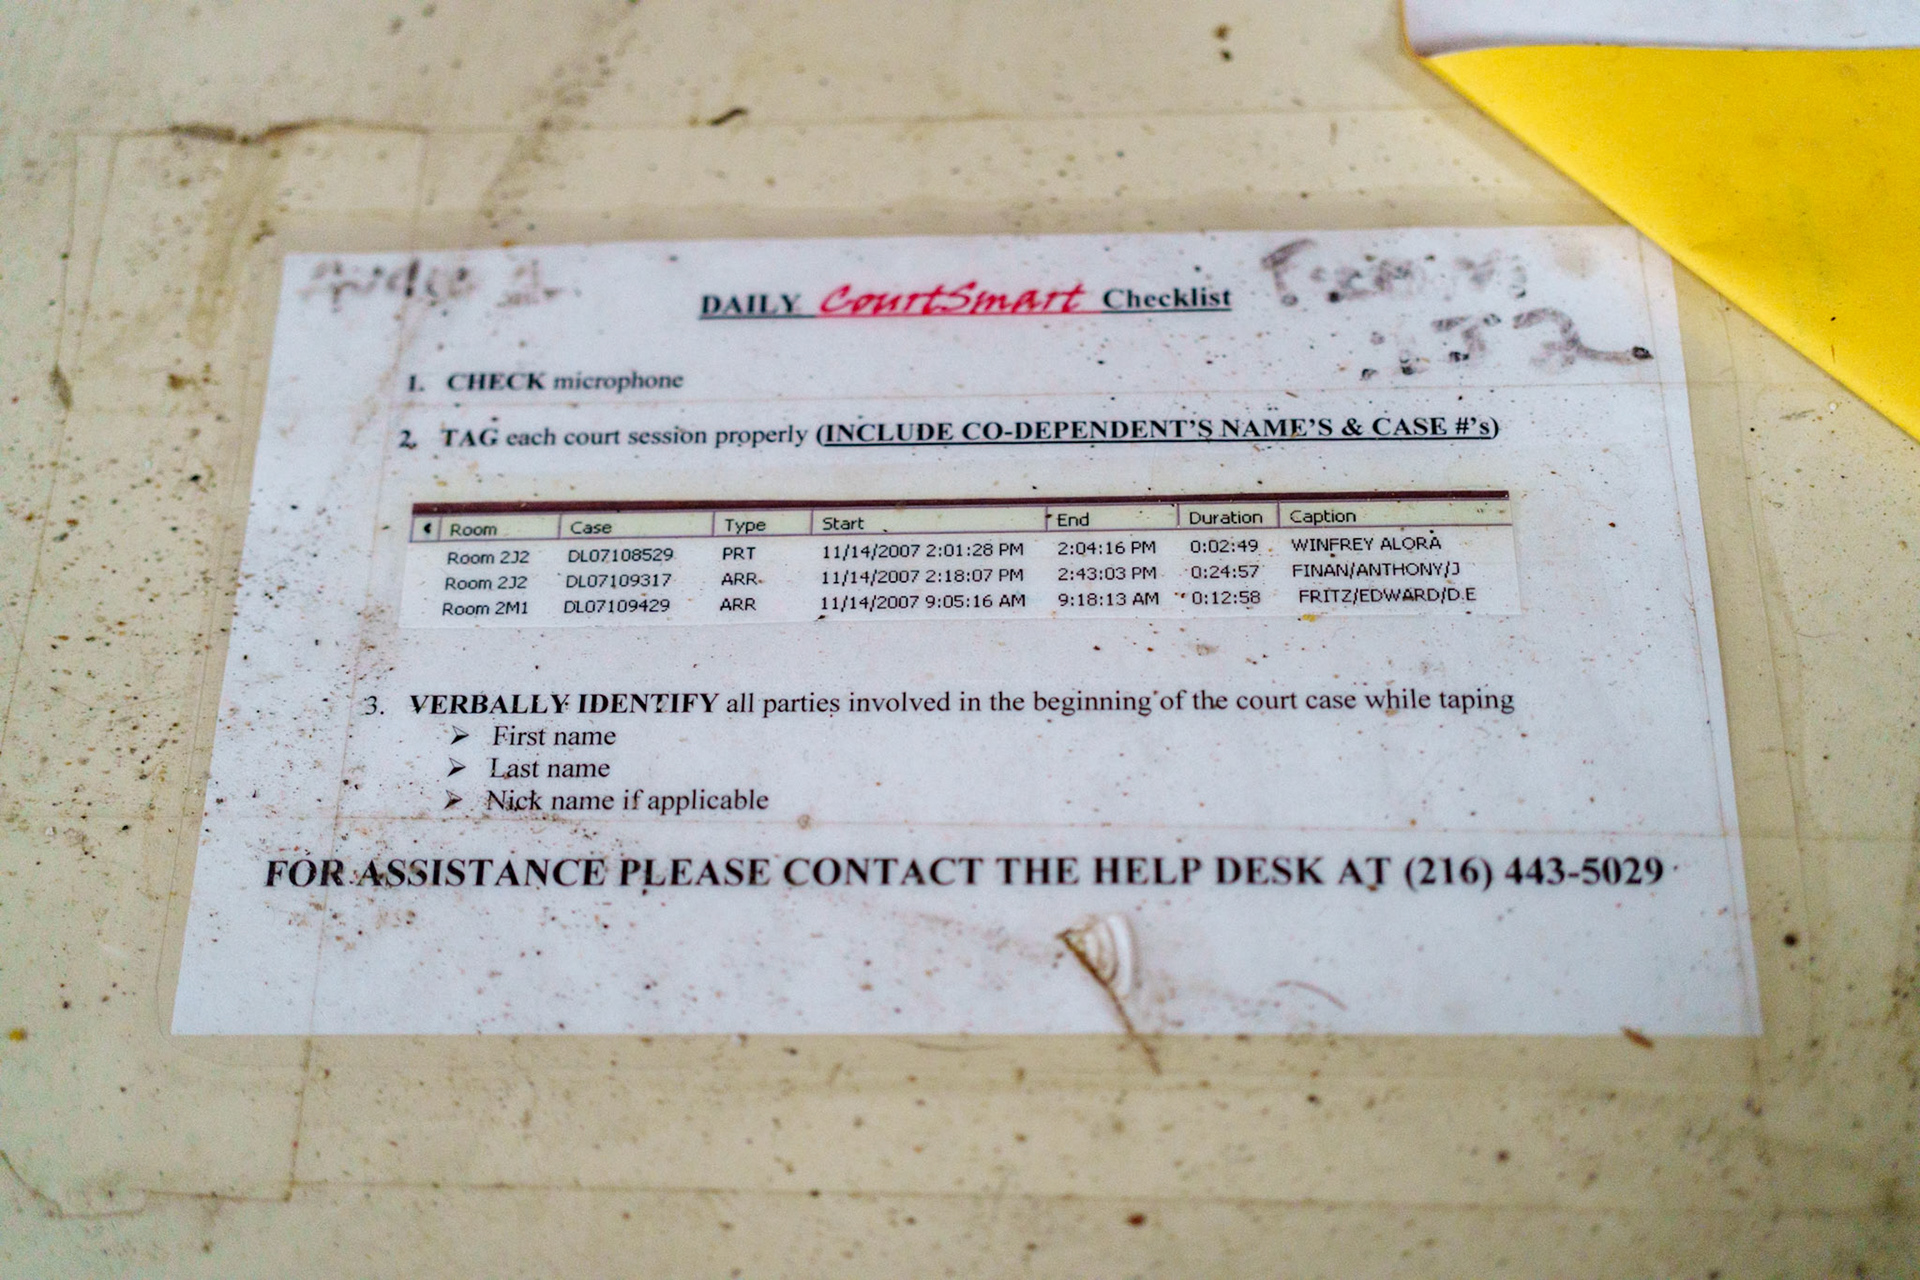 DAILY CourtSmart Checklist
1. CHECK microphone
2. TAG each court session properly (INCLUDE CO-DEPENDENT'S NAME'S & CASE #'s)
Room Case Type Start End Duration Caption
Room 2J2 DL07108529 PRT 11/14/2007 2:01:28 PM 2:04:16 PM 0:02:49 WINFREY ALORA
Room 2J2 DL07109317 ARR 11/14/2007 2:18:07 PM 2:43:03 PM 0:24:57 FINAN/ANTHONY/J
Room 2M1 DL07109429 ARR 11/14/2007 9:05:16 AM 9:18:13 AM 0:12:58 FRITZ/EDWARD/D.E
3. VERBALLY IDENTIFY all parties involved in the beginning of the court case while taping
➢ First name
➢ Last name
➢ Nick name if applicable
FOR ASSISTANCE PLEASE CONTACT THE HELP DESK AT (216) 443-5029